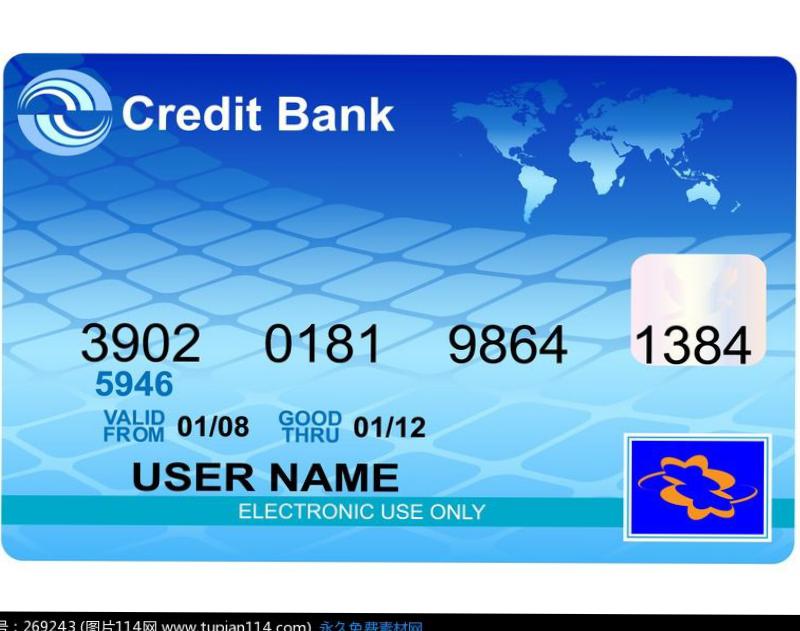 Credit Bank
3902 0181 9864 1384
5946
VALID FROM 01/08 GOOD THRU 01/12
USER NAME
ELECTRONIC USE ONLY
号：269243 (图片114网 www.tupian114.com) 永久免费素材网